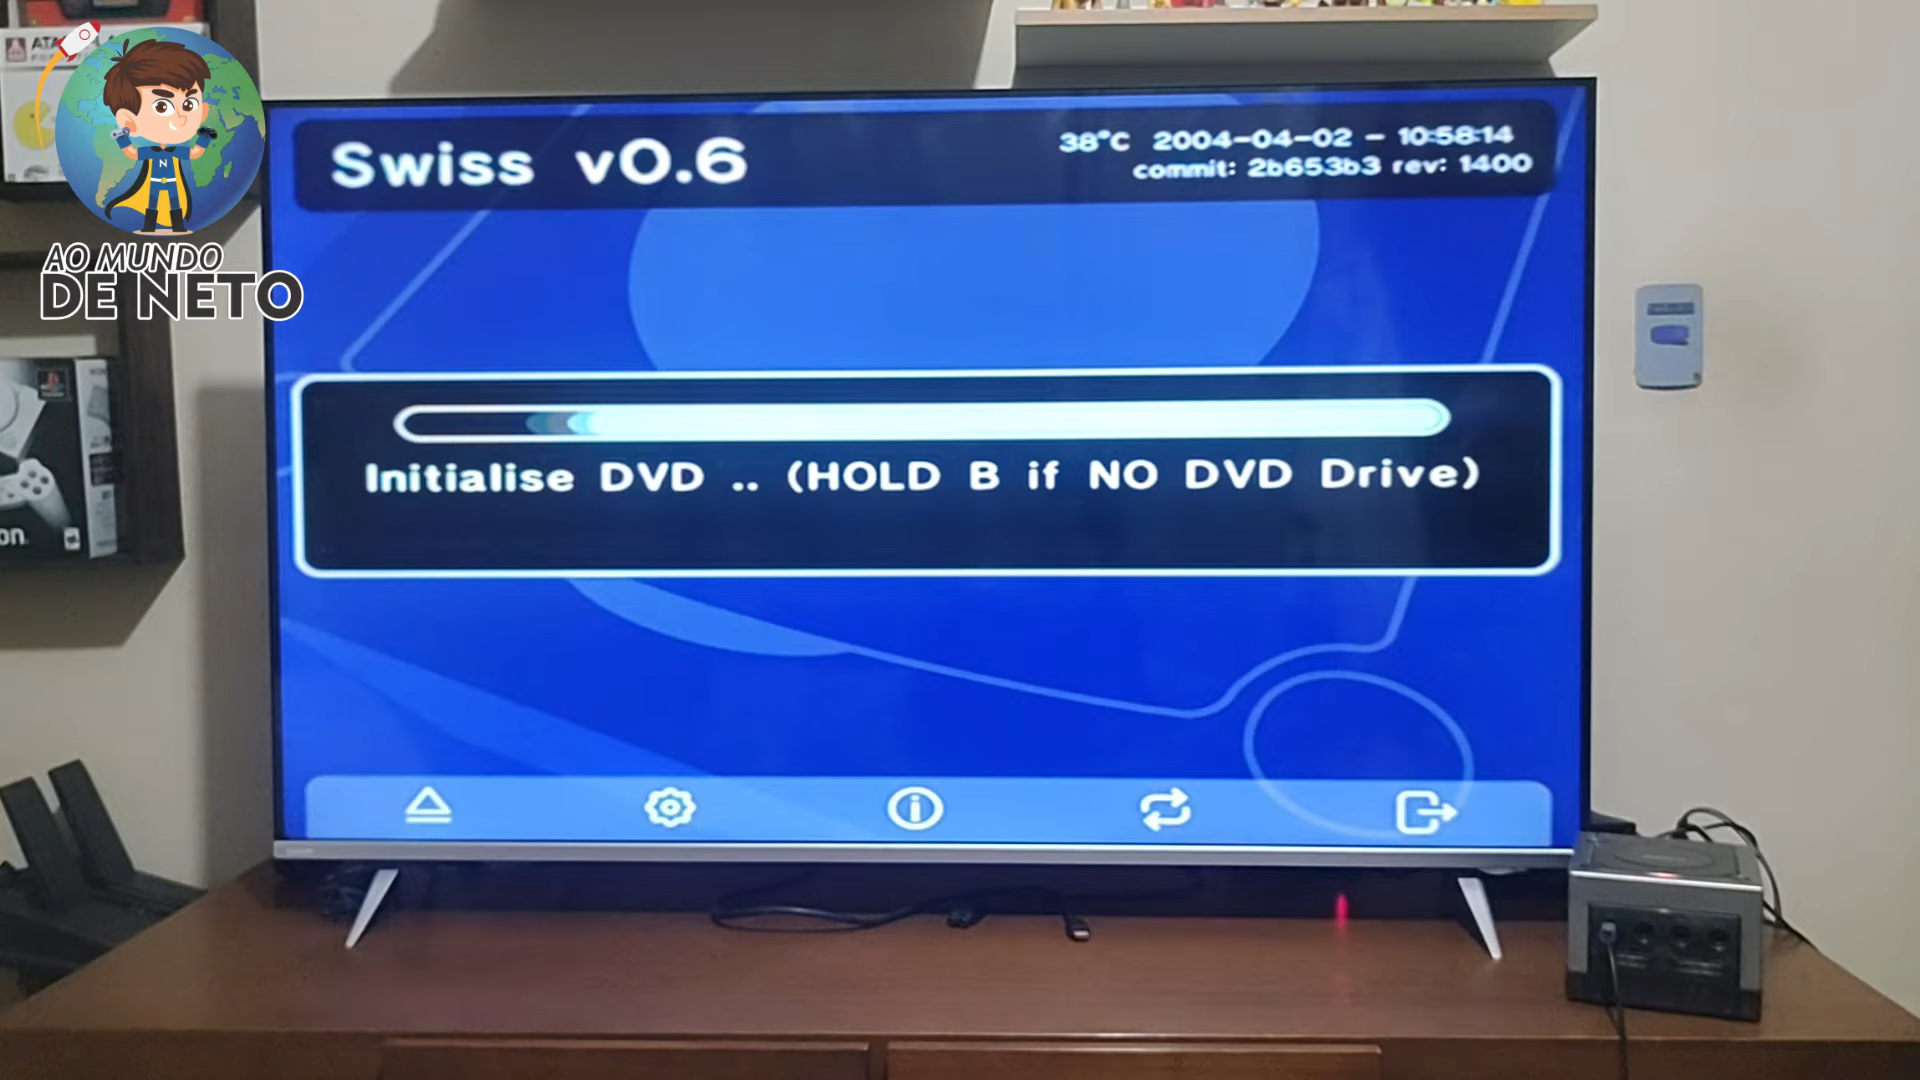 AO MUNDO
DE NETO
Swiss v0.6
38°C 2004-04-02 - 10:58:14
commit: 2b653b3 rev: 1400
Initialise DVD .. (HOLD B if NO DVD Drive)
N